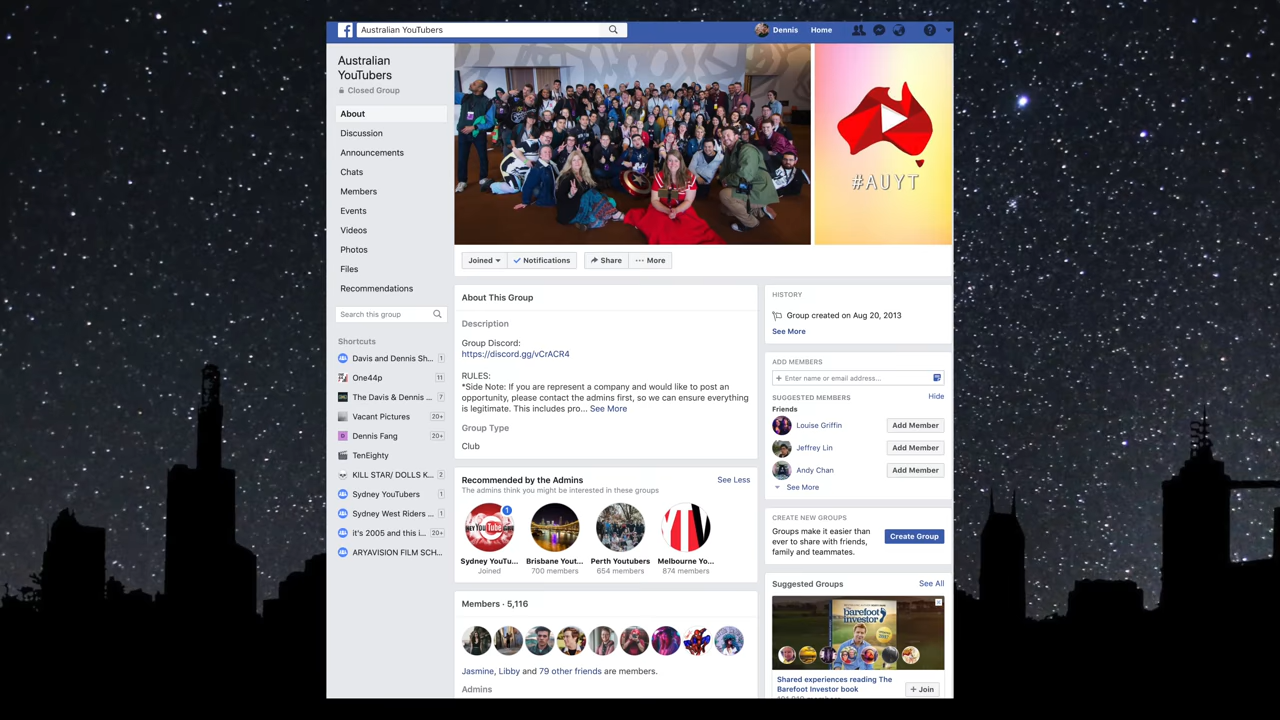 Australian YouTubers
Dennis
Home
Australian
YouTubers
Closed Group
About
Discussion
Announcements
Chats
Members
Events
Videos
Photos
Files
Recommendations
Search this group
Shortcuts
Davis and Dennis Sh... 1
One44p 11
The Davis & Dennis ... 7
Vacant Pictures 20+
Dennis Fang 20+
TenEighty
KILL STAR/ DOLLS K... 2
Sydney YouTubers 1
Sydney West Riders ... 1
it's 2005 and this i... 20+
ARYAVISION FILM SCH...
#AUYT
Joined
Notifications
Share
More
About This Group
Description
Group Discord:
https://discord.gg/vCrACR4
RULES:
*Side Note: If you are represent a company and would like to post an
opportunity, please contact the admins first, so we can ensure everything
is legitimate. This includes pro... See More
Group Type
Club
Recommended by the Admins See Less
The admins think you might be interested in these groups
1
Sydney YouTu... Brisbane Yout... Perth Youtubers Melbourne Yo...
Joined 700 members 654 members 874 members
Members · 5,116
Jasmine, Libby and 79 other friends are members.
Admins
HISTORY
Group created on Aug 20, 2013
See More
ADD MEMBERS
+ Enter name or email address...
SUGGESTED MEMBERS Hide
Friends
Louise Griffin Add Member
Jeffrey Lin Add Member
Andy Chan Add Member
See More
CREATE NEW GROUPS
Groups make it easier than
ever to share with friends,
family and teammates.
Create Group
Suggested Groups See All
the barefoot
investor
Shared experiences reading The
Barefoot Investor book
+ Join